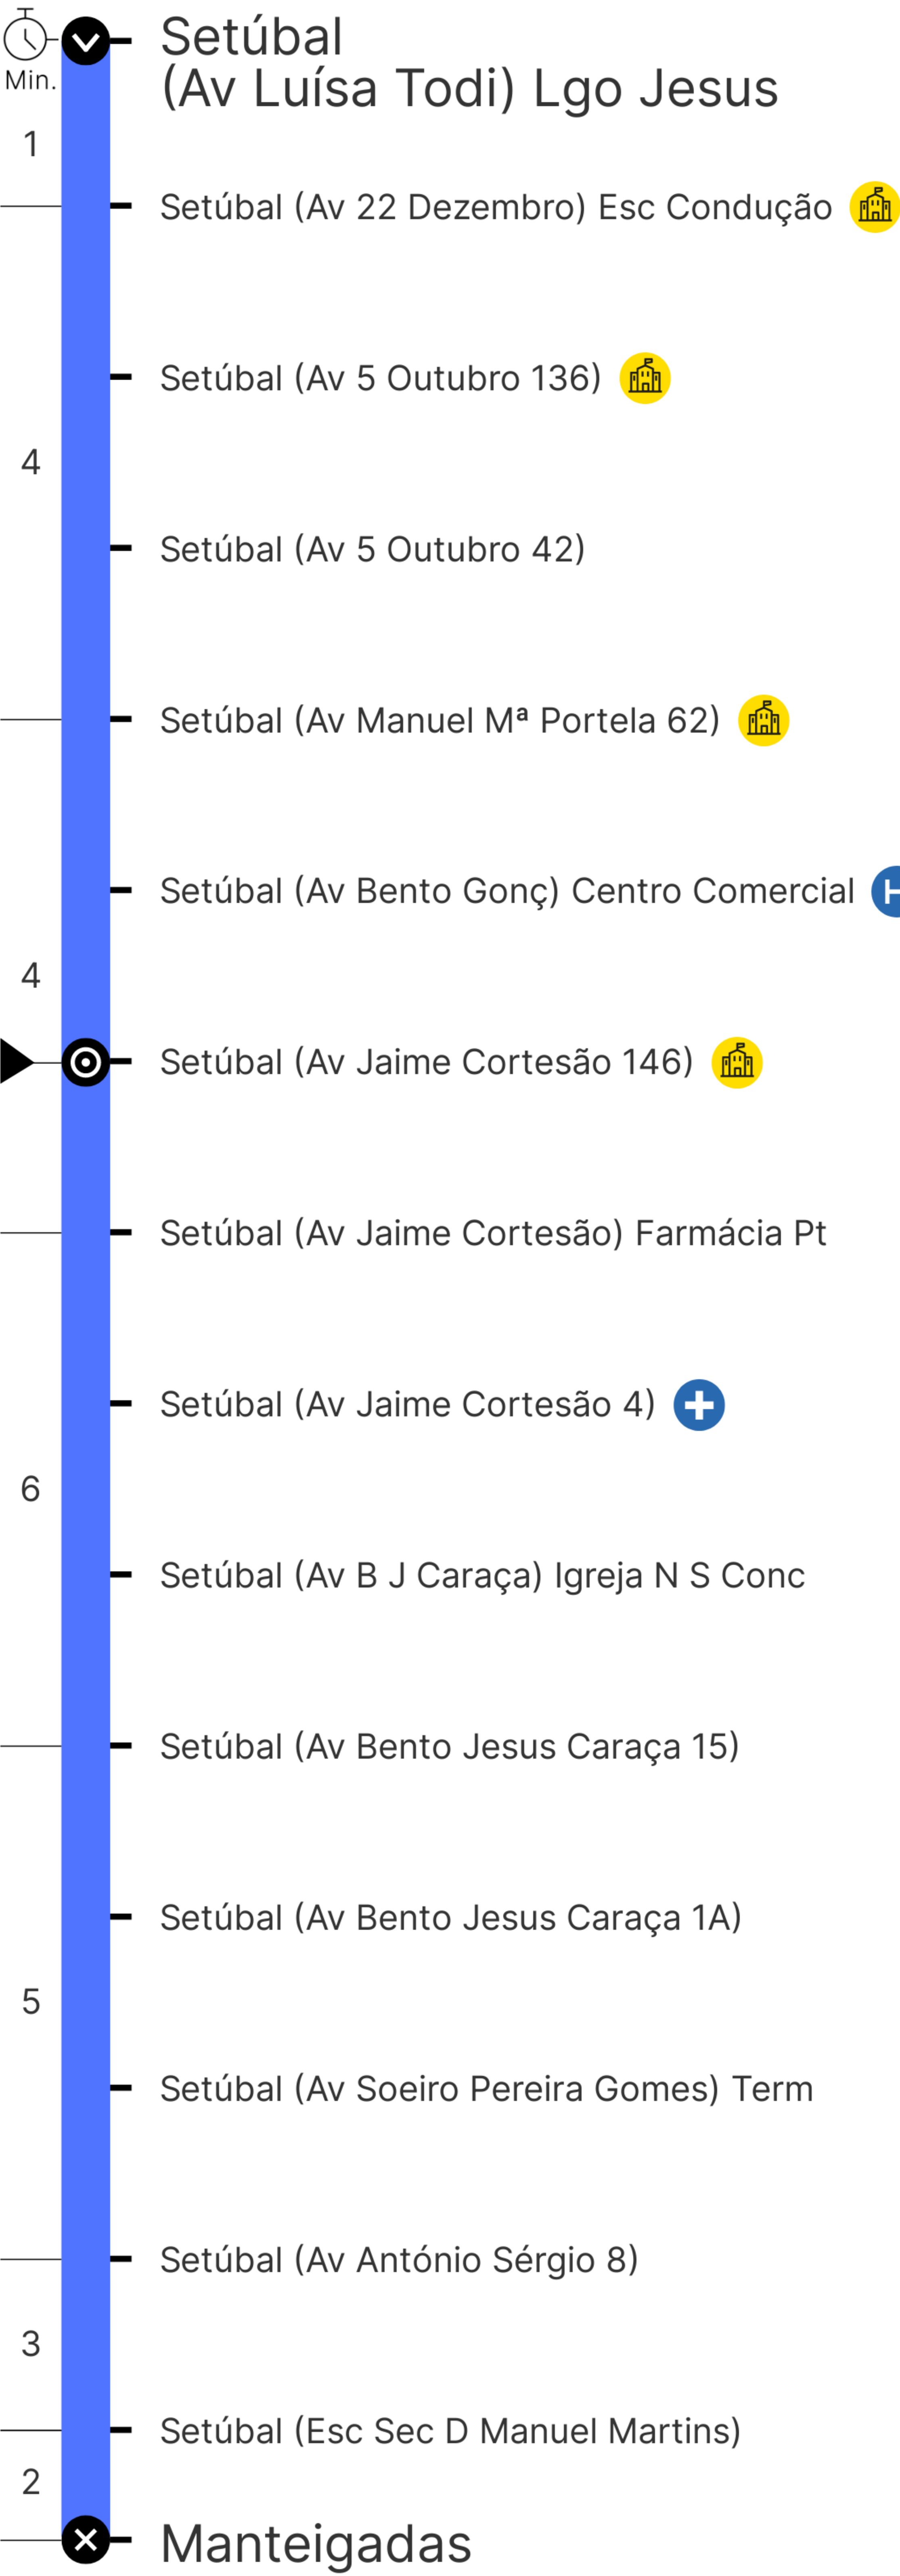 Setúbal
(Av Luísa Todi) Lgo Jesus
Min.
1
Setúbal (Av 22 Dezembro) Esc Condução
Setúbal (Av 5 Outubro 136)
4
Setúbal (Av 5 Outubro 42)
Setúbal (Av Manuel Mª Portela 62)
Setúbal (Av Bento Gonç) Centro Comercial H
4
Setúbal (Av Jaime Cortesão 146)
Setúbal (Av Jaime Cortesão) Farmácia Pt
Setúbal (Av Jaime Cortesão 4)
6
Setúbal (Av B J Caraça) Igreja N S Conc
Setúbal (Av Bento Jesus Caraça 15)
Setúbal (Av Bento Jesus Caraça 1A)
5
Setúbal (Av Soeiro Pereira Gomes) Term
Setúbal (Av António Sérgio 8)
3
Setúbal (Esc Sec D Manuel Martins)
2
Manteigadas